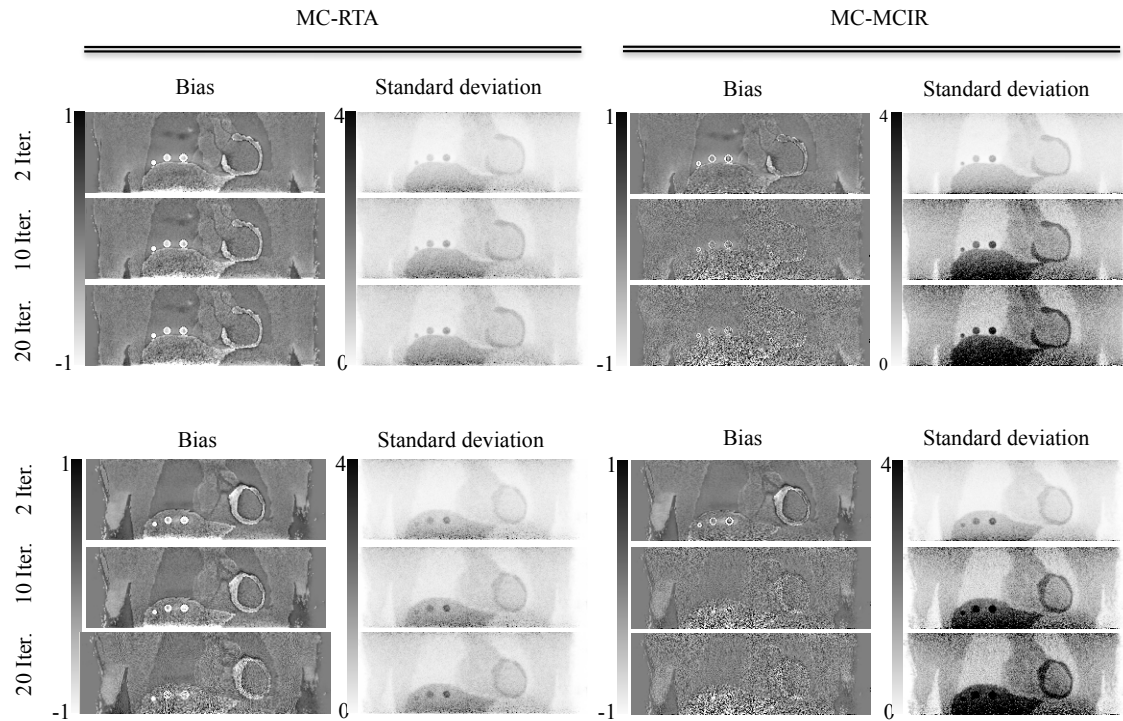 MC-RTA MC-MCIR
Bias Standard deviation Bias Standard deviation
1 4 1 4
2 Iter.
10 Iter.
20 Iter.
-1 0 -1 0
Bias Standard deviation Bias Standard deviation
1 4 1 4
2 Iter.
10 Iter.
20 Iter.
-1 0 -1 0